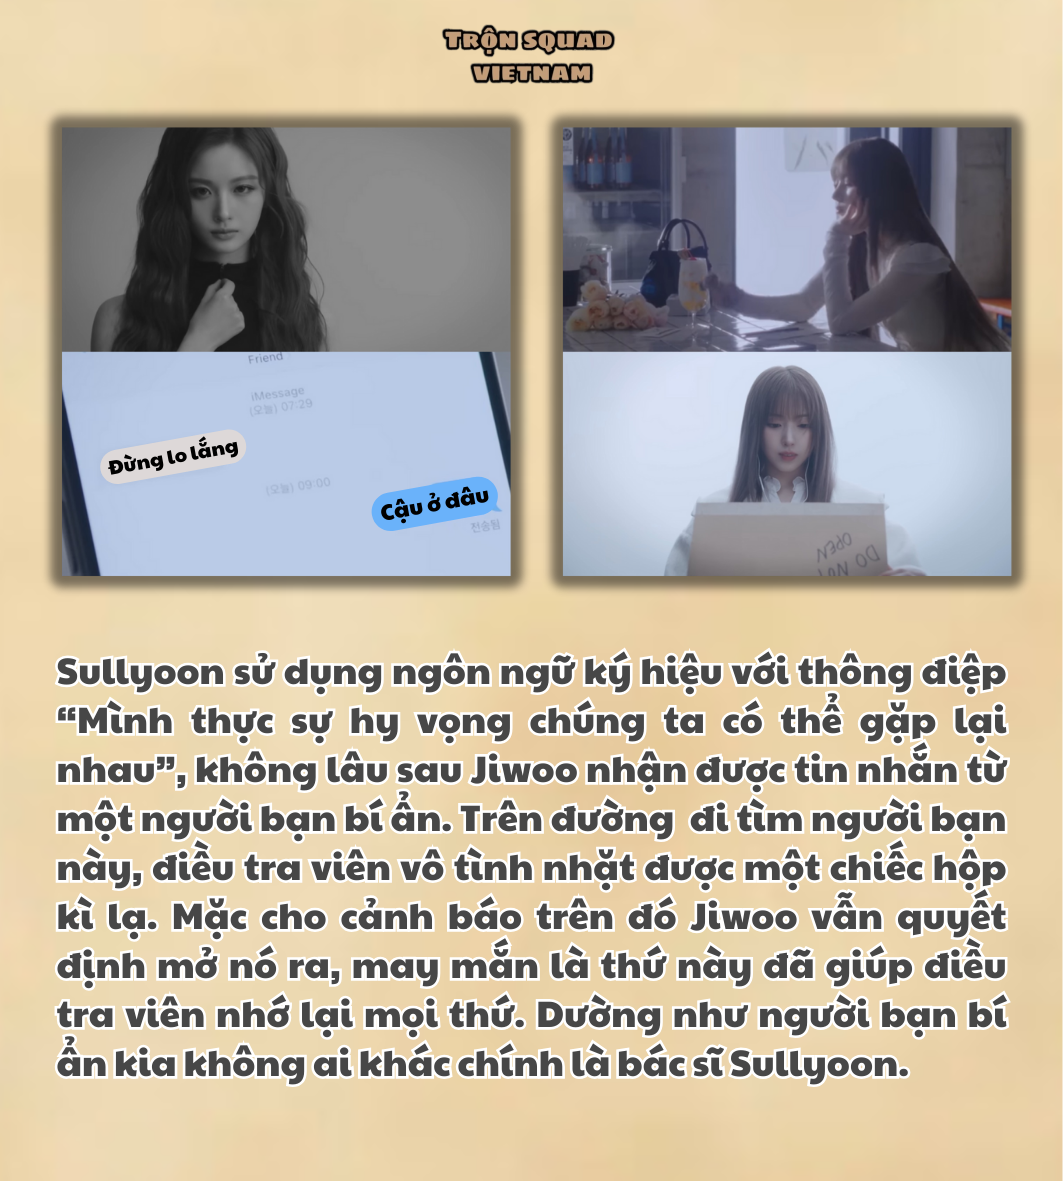 TRỘN SQUAD
VIETNAM
Friend
iMessage
(오늘) 07:29
Đừng lo lắng
(오늘) 09:00
Cậu ở đâu
전송됨
OPEN
DO NOT
Sullyoon sử dụng ngôn ngữ ký hiệu với thông điệp
“Mình thực sự hy vọng chúng ta có thể gặp lại
nhau”, không lâu sau Jiwoo nhận được tin nhắn từ
một người bạn bí ẩn. Trên đường đi tìm người bạn
này, điều tra viên vô tình nhặt được một chiếc hộp
kì lạ. Mặc cho cảnh báo trên đó Jiwoo vẫn quyết
định mở nó ra, may mắn là thứ này đã giúp điều
tra viên nhớ lại mọi thứ. Dường như người bạn bí
ẩn kia không ai khác chính là bác sĩ Sullyoon.